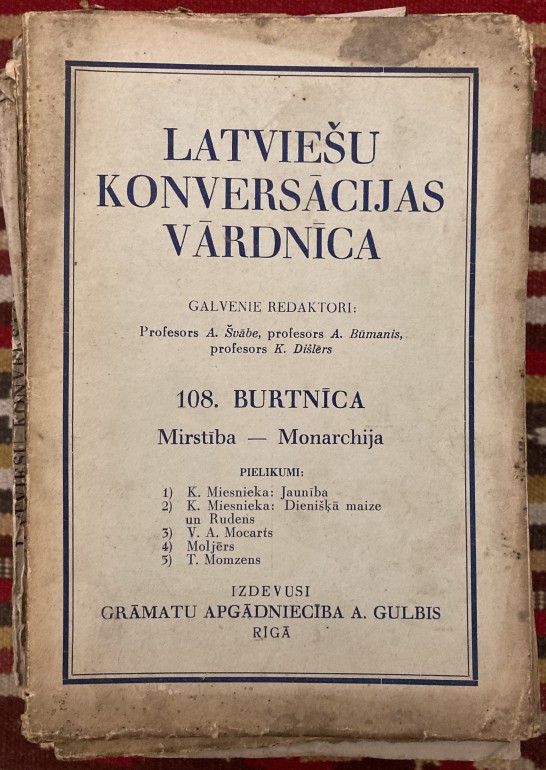 LATVIEŠU
KONVERSĀCIJAS
VĀRDNĪCA
GALVENIE REDAKTORI:
Profesors A. Švābe, profesors A. Būmanis,
profesors K. Dišlērs
108. BURTNĪCA
Mirstība — Monarchija
PIELIKUMI:
1) K. Miesnieka: Jaunība
2) K. Miesnieka: Dienišķā maize
un Rudens
3) V. A. Mocarts
4) Moljērs
5) T. Momzens
IZDEVUSI
GRĀMATU APGĀDNIECĪBA A. GULBIS
RĪGĀ